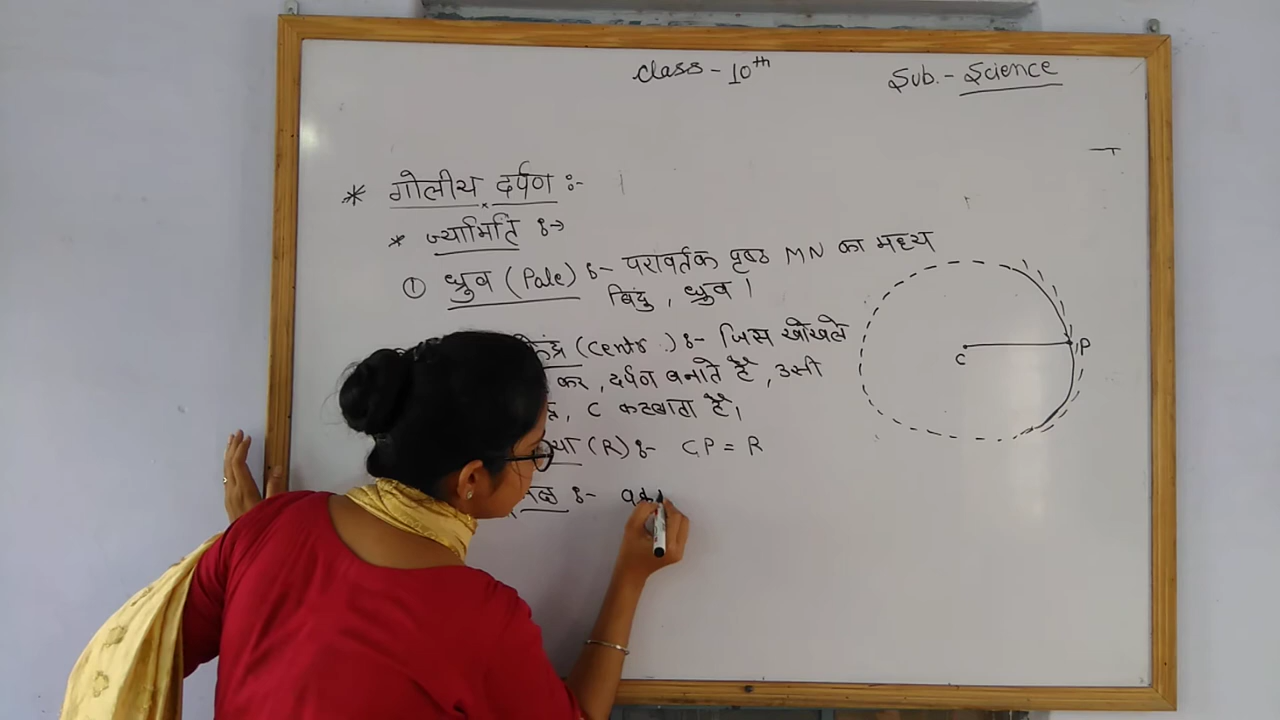 Class - 10th
Sub. - Science
* गोलीय दर्पण :-
* ज्यामिति :->
① ध्रुव (Pole) :- परावर्तक पृष्ठ MN का मध्य
बिंदु, ध्रुव ।
केंद्र (Centr .) :- जिस खोखले
कर, दर्पण बनाते है, उसी
C कहलाता है।
(R) :- CP = R
:-
C
P